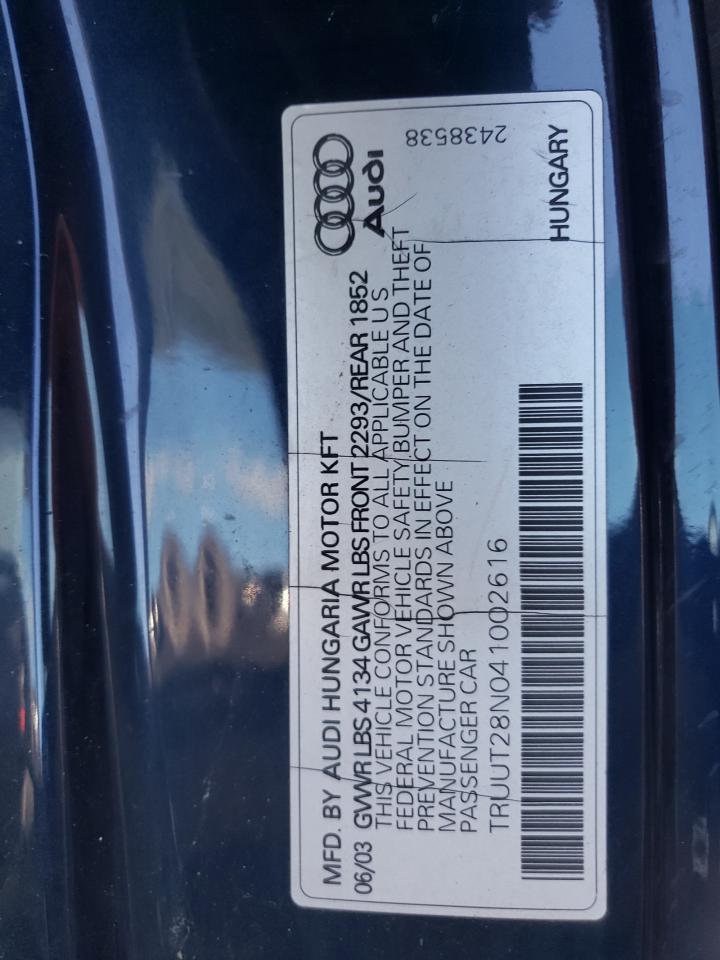 MFD. BY AUDI HUNGARIA MOTOR KFT
06/03 GVWR LBS 4134 GAWR LBS FRONT 2293/REAR 1852
THIS VEHICLE CONFORMS TO ALL APPLICABLE U S
FEDERAL MOTOR VEHICLE SAFETY, BUMPER AND THEFT
PREVENTION STANDARDS IN EFFECT ON THE DATE OF
MANUFACTURE SHOWN ABOVE
PASSENGER CAR
TRUUT28N041002616
Audi
2438538
HUNGARY